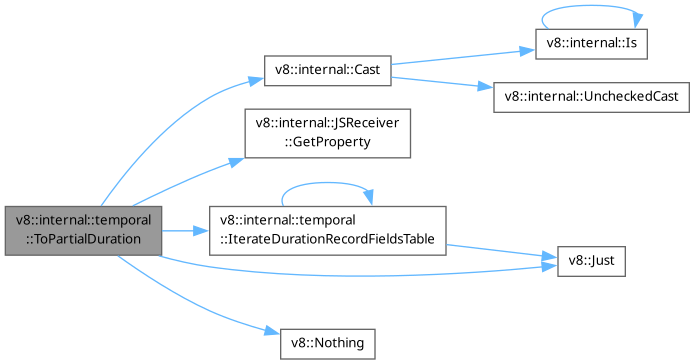 v8::internal::Is
v8::internal::Cast
v8::internal::UncheckedCast
v8::internal::JSReceiver
::GetProperty
v8::internal::temporal
::ToPartialDuration
v8::internal::temporal
::IterateDurationRecordFieldsTable
v8::Just
v8::Nothing